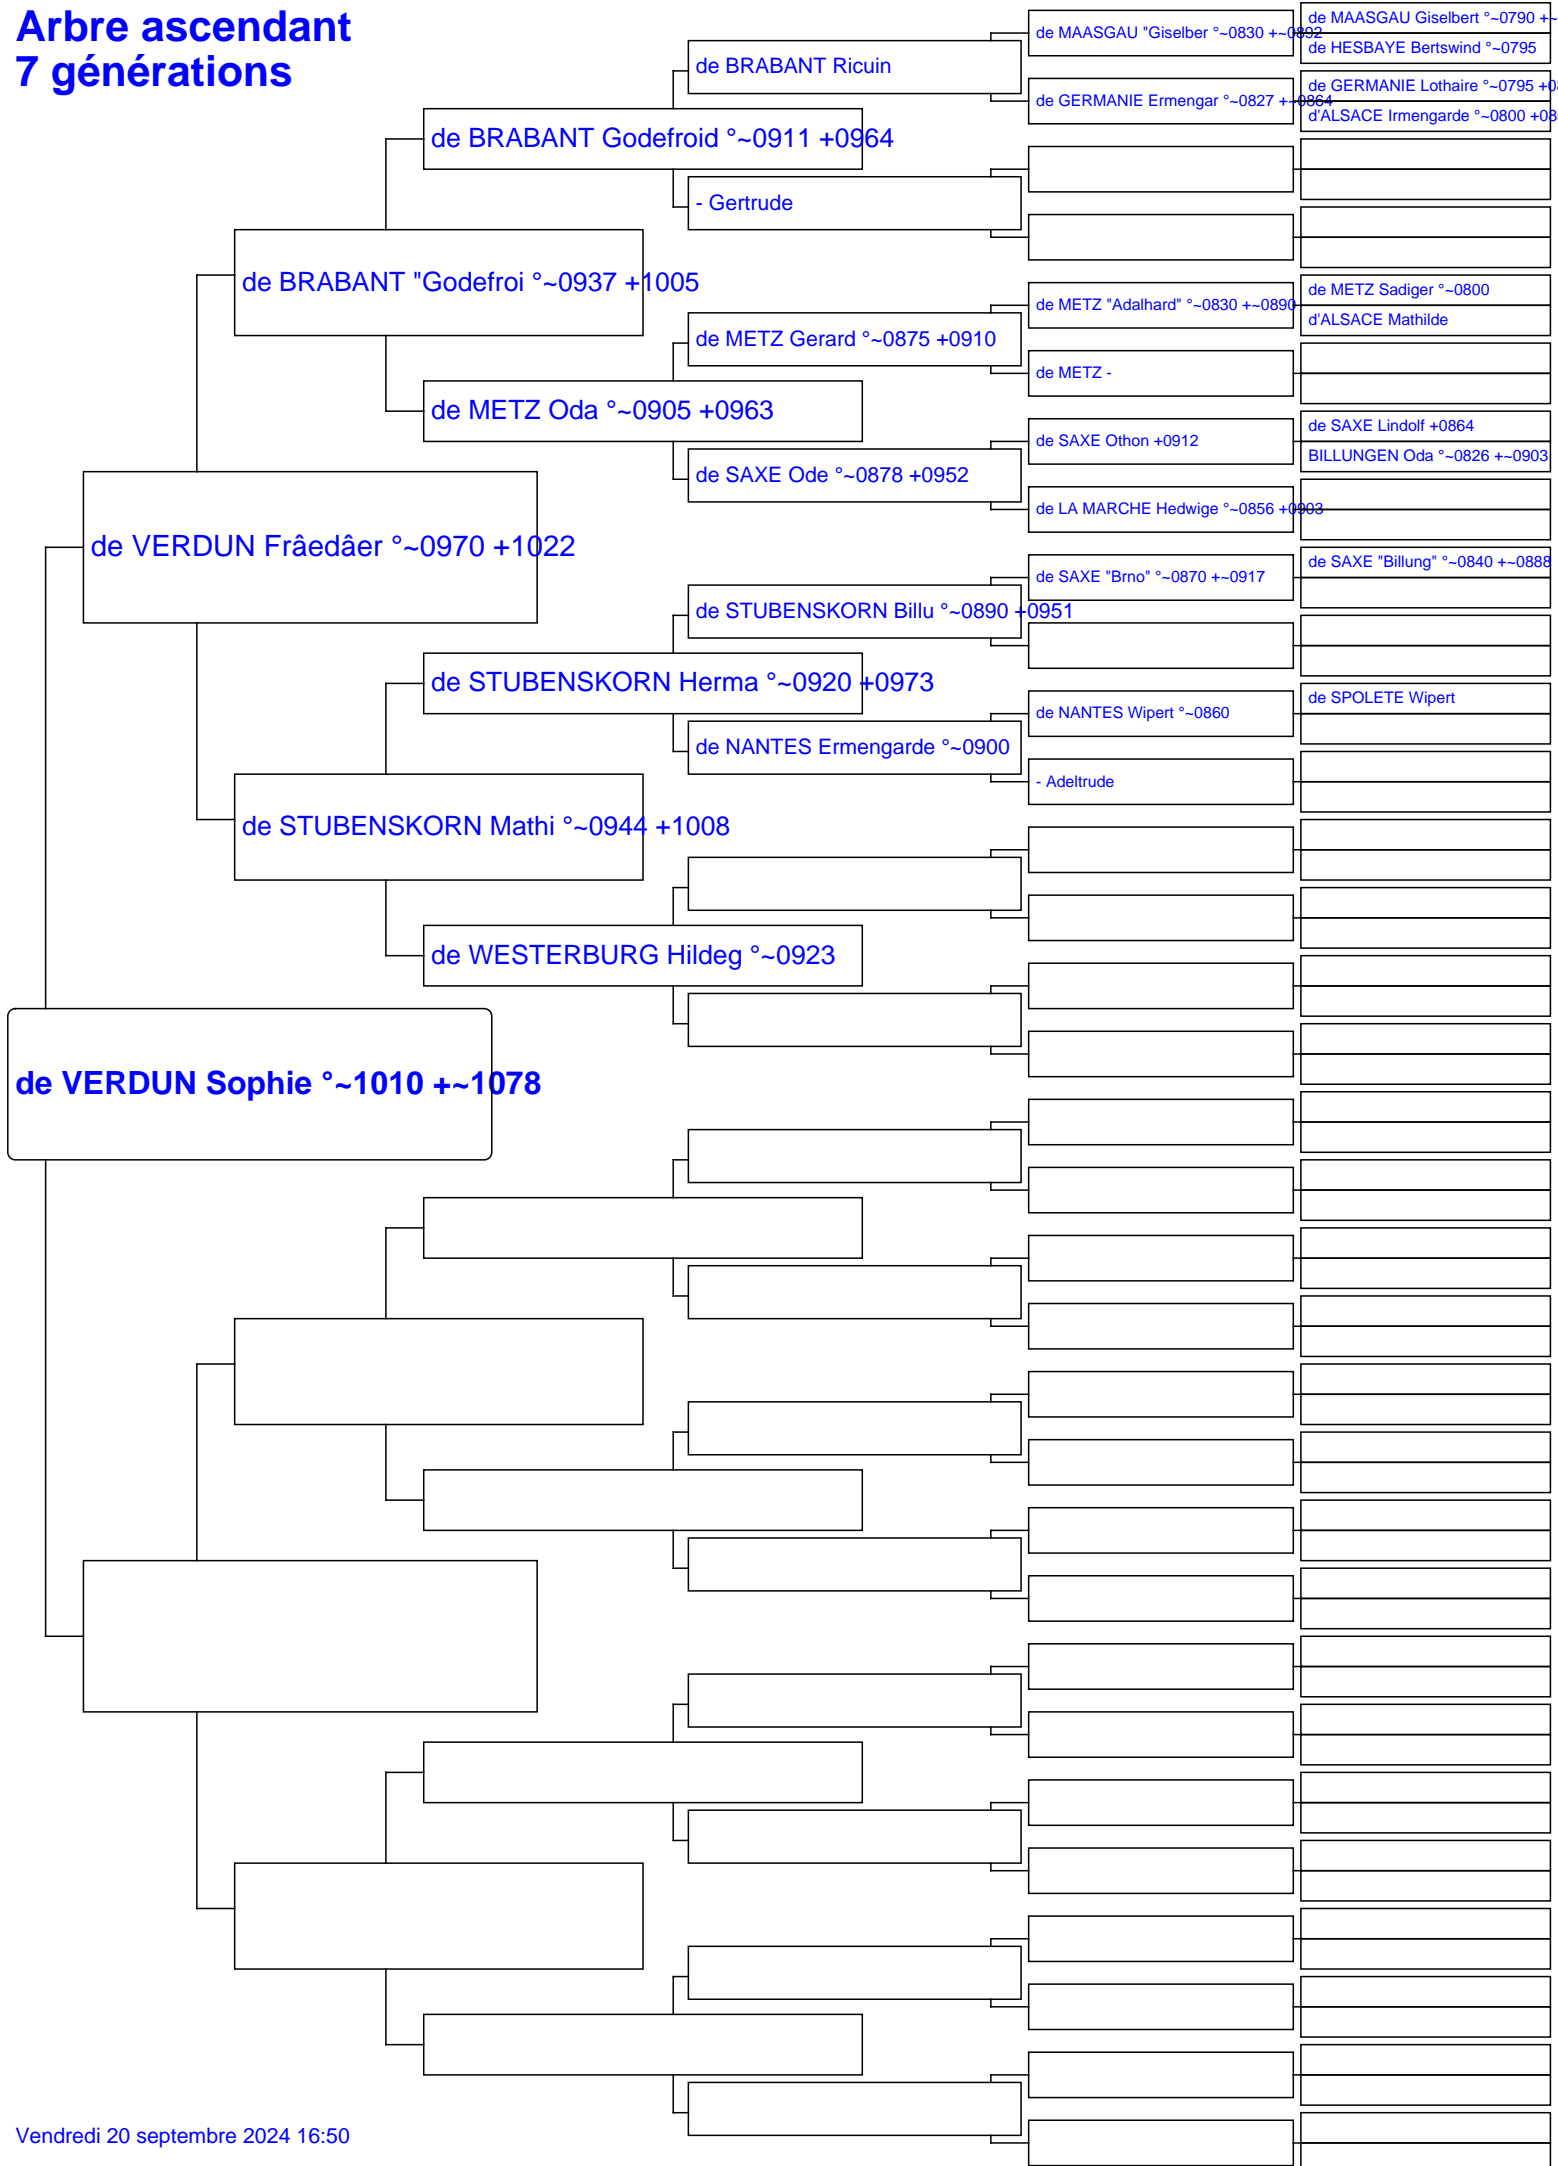 Arbre ascendant
7 générations
de MAASGAU Giselbert °~0790 +~
de MAASGAU "Giselber °~0830 +~0892
de HESBAYE Bertswind °~0795
de BRABANT Ricuin
de GERMANIE Lothaire °~0795 +0
de GERMANIE Ermengar °~0827 +~0864
d'ALSACE Irmengarde °~0800 +08
de BRABANT Godefroid °~0911 +0964
- Gertrude
de BRABANT "Godefroi °~0937 +1005
de METZ Sadiger °~0800
de METZ "Adalhard" °~0830 +~0890
d'ALSACE Mathilde
de METZ Gerard °~0875 +0910
de METZ -
de METZ Oda °~0905 +0963
de SAXE Lindolf +0864
de SAXE Othon +0912
BILLUNGEN Oda °~0826 +~0903
de SAXE Ode °~0878 +0952
de LA MARCHE Hedwige °~0856 +0903
de VERDUN Frâedâer °~0970 +1022
de SAXE "Billung" °~0840 +~0888
de SAXE "Brno" °~0870 +~0917
de STUBENSKORN Billu °~0890 +0951
de STUBENSKORN Herma °~0920 +0973
de SPOLETE Wipert
de NANTES Wipert °~0860
de NANTES Ermengarde °~0900
- Adeltrude
de STUBENSKORN Mathi °~0944 +1008
de WESTERBURG Hildeg °~0923
de VERDUN Sophie °~1010 +~1078
Vendredi 20 septembre 2024 16:50